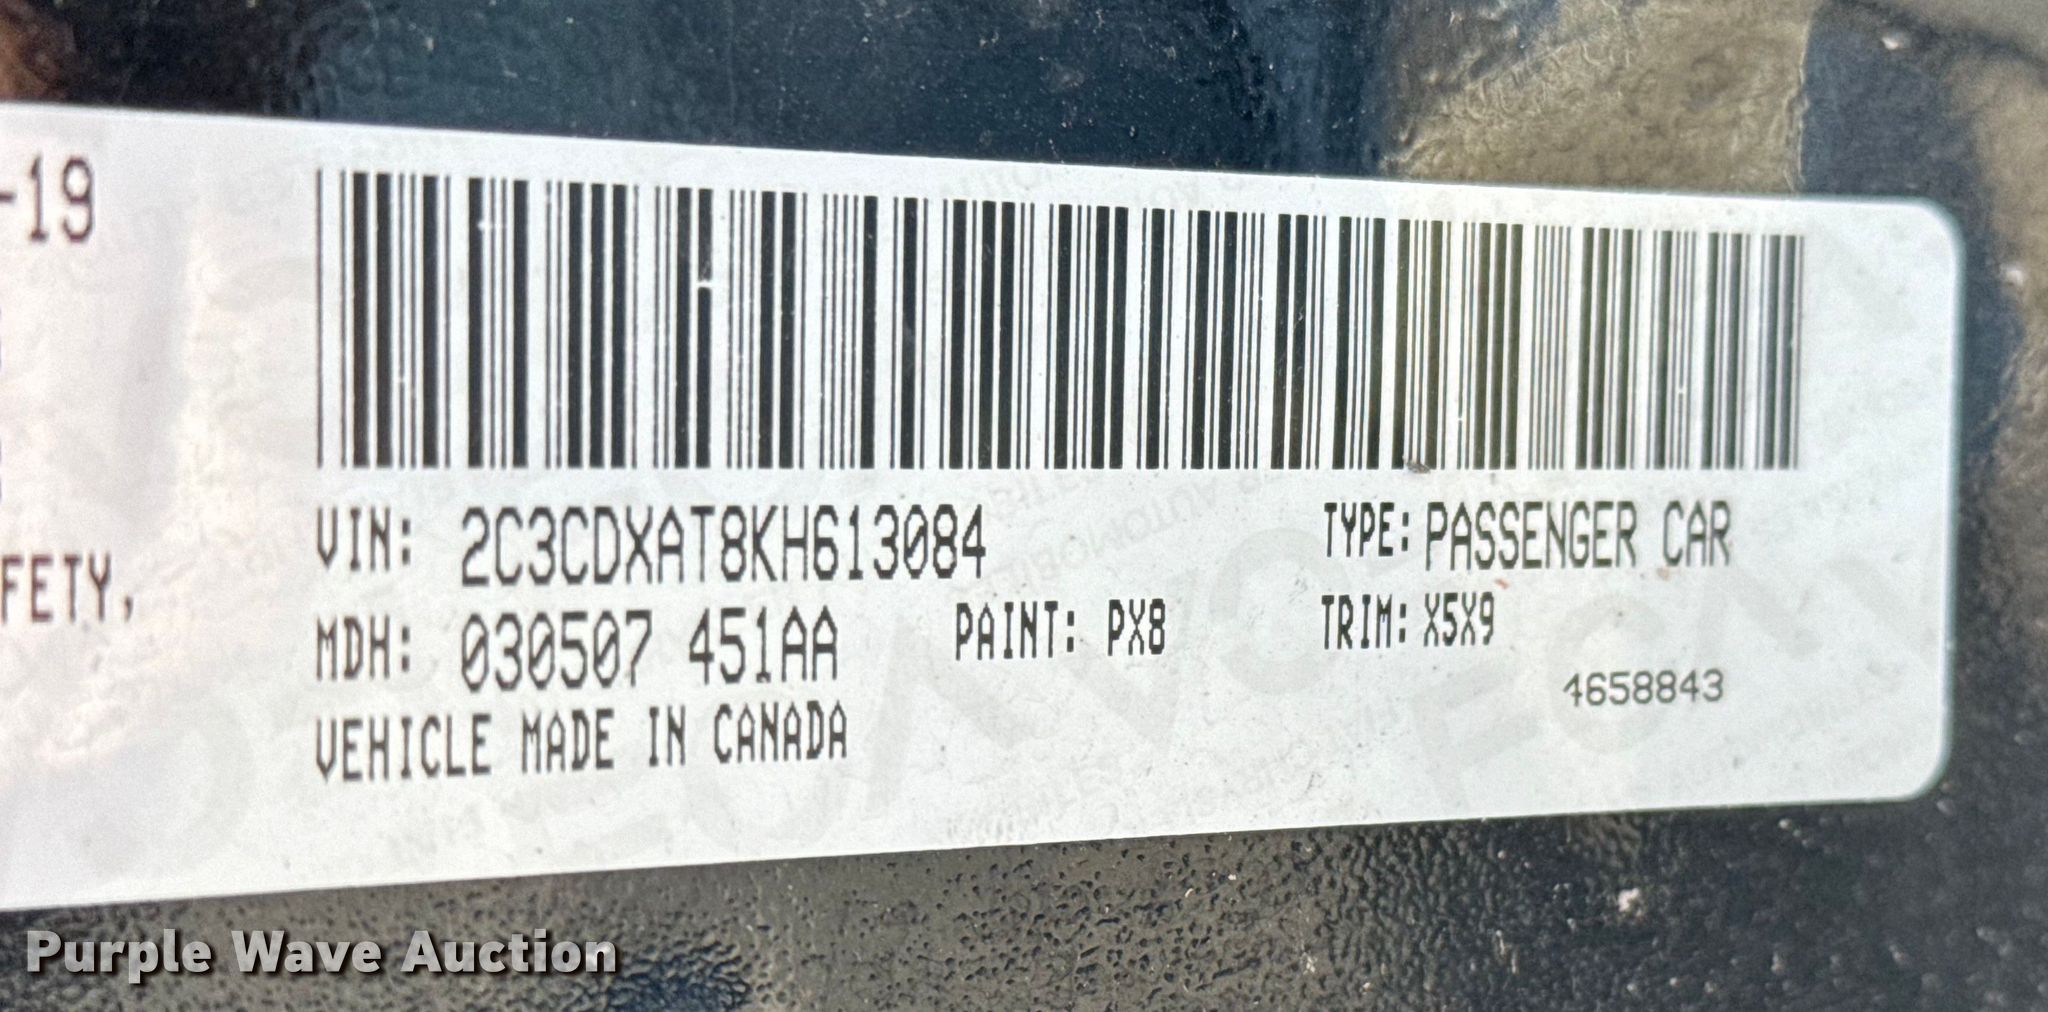 -19
FETY,
VIN: 2C3CDXAT8KH613084
TYPE: PASSENGER CAR
MDH: 030507 451AA
PAINT: PX8
TRIM: X5X9
4658843
VEHICLE MADE IN CANADA
Purple Wave Auction